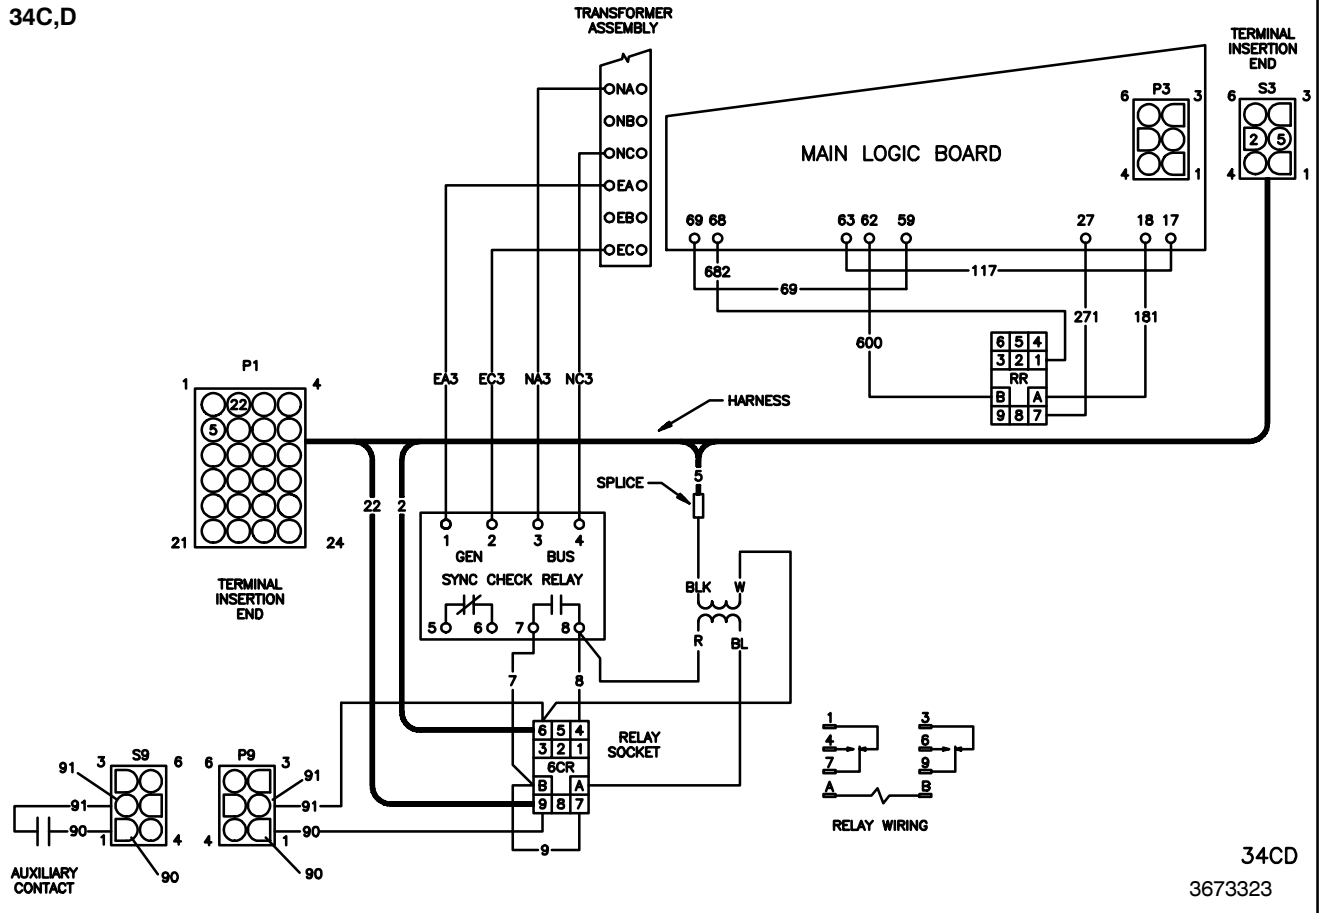 34C,D
TRANSFORMER
ASSEMBLY
NA
NB
NC
EA
EB
EC
MAIN LOGIC BOARD
P3
6 3
4 1
TERMINAL
INSERTION
END
S3
6 3
2 5
4 1
69 68 63 62 59 27 18 17
682
117
69
271 181
600
6 5 4
3 2 1
RR
B A
9 8 7
EA3 EC3 NA3 NC3
HARNESS
P1
1 4
22
5
21 24
TERMINAL
INSERTION
END
22 2
SPLICE
5
1 2 3 4
GEN BUS
SYNC CHECK RELAY
5 6 7 8
BLK W
R BL
7 8
6 5 4
3 2 1
6CR
B A
9 8 7
RELAY
SOCKET
9
S9
3 6
91
91
90
1 4
90
AUXILIARY
CONTACT
P9
6 3
91
91
90
4 1
90
1 3
4 6
7 9
A B
RELAY WIRING
34CD
3673323